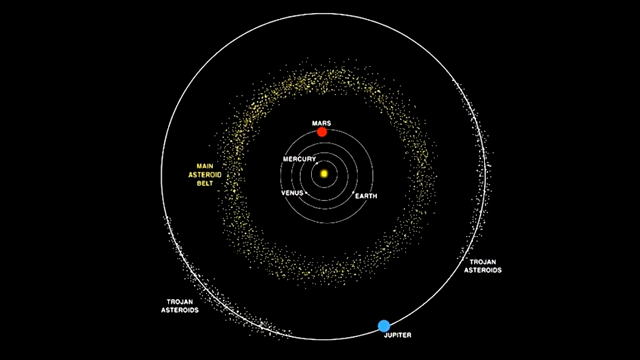 MARS
MERCURY
MAIN
ASTEROID
BELT
VENUS
EARTH
TROJAN
ASTEROIDS
TROJAN
ASTEROIDS
JUPITER